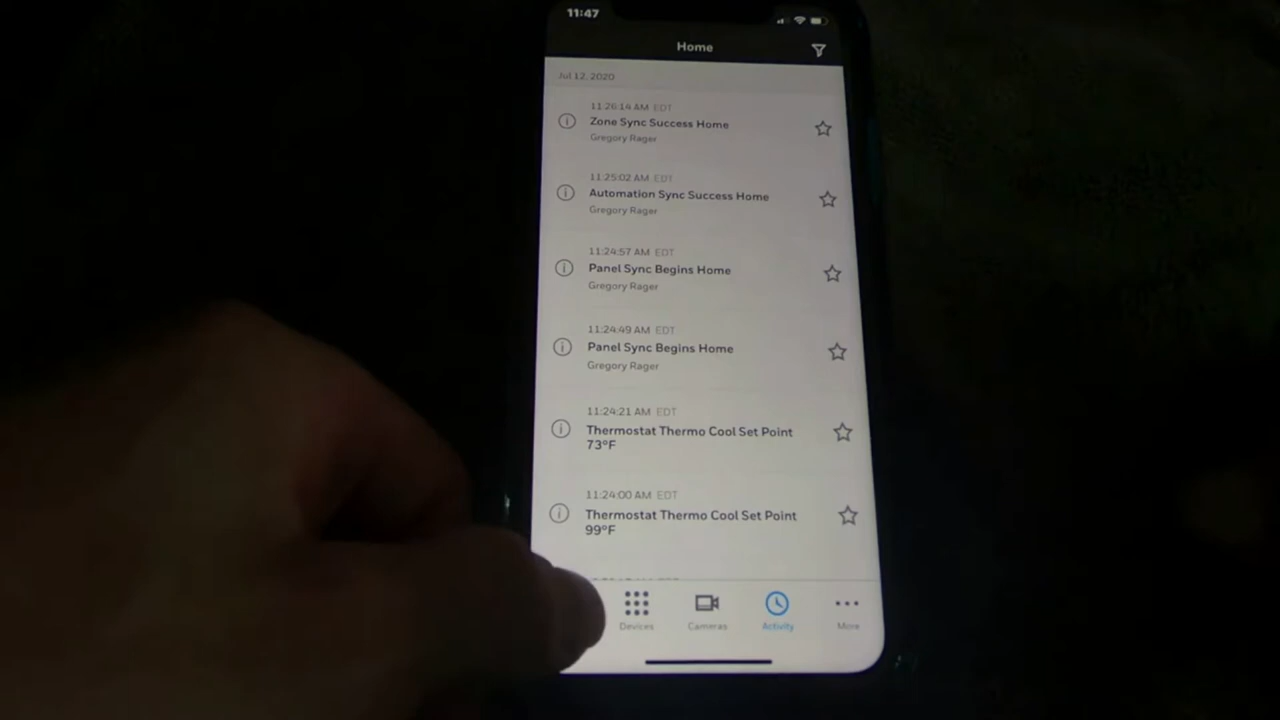 11:47
Home
Jul 12, 2020
11:26:14 AM EDT
Zone Sync Success Home
Gregory Rager
11:25:02 AM EDT
Automation Sync Success Home
Gregory Rager
11:24:57 AM EDT
Panel Sync Begins Home
Gregory Rager
11:24:49 AM EDT
Panel Sync Begins Home
Gregory Rager
11:24:21 AM EDT
Thermostat Thermo Cool Set Point
73°F
11:24:00 AM EDT
Thermostat Thermo Cool Set Point
99°F
Devices Cameras Activity More